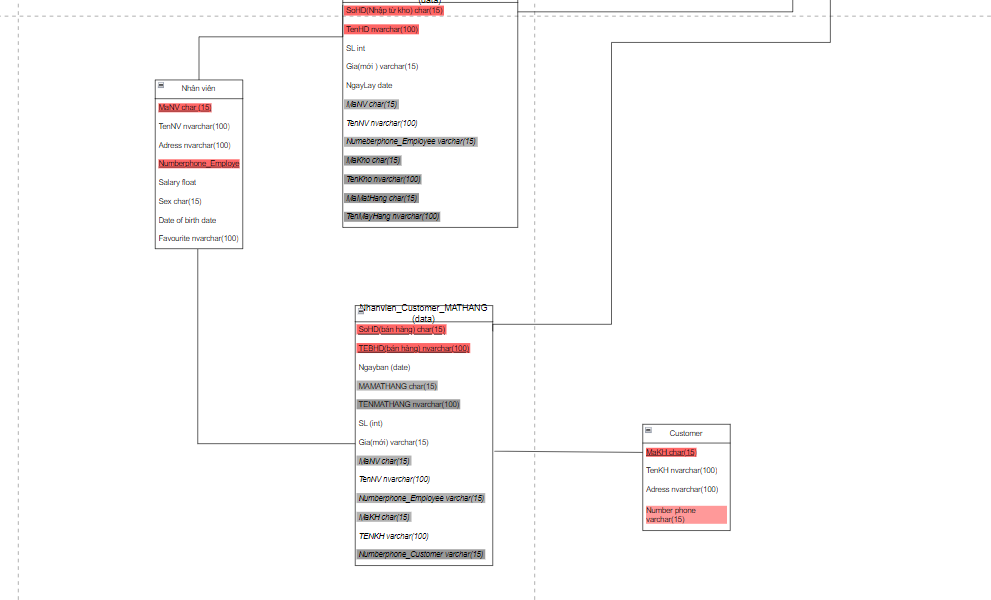 (data)
SoHD(Nhập từ kho) char(15)
TenHD nvarchar(100)
SL int
Gia(mới ) varchar(15)
NgayLay date
MaNV char(15)
TenNV nvarchar(100)
Numeberphone_Employee varchar(15)
MaKho char(15)
TenKho nvarchar(100)
MaMatHang char(15)
TenMayHang nvarchar(100)
Nhân viên
MaNV char (15)
TenNV nvarchar(100)
Adress nvarchar(100)
Numberphone_Employe
Salary float
Sex char(15)
Date of birth date
Favourite nvarchar(100)
Nhanvien_Customer_MATHANG
(data)
SoHD(bán hàng) char(15)
TEBHD(bán hàng) nvarchar(100)
Ngayban (date)
MAMATHANG char(15)
TENMATHANG nvarchar(100)
SL (int)
Gia(mới) varchar(15)
MaNV char(15)
TenNV nvarchar(100)
Numberphone_Employee varchar(15)
MaKH char(15)
TENKH varchar(100)
Numberphone_Customer varchar(15)
Customer
MaKH char(15)
TenKH nvarchar(100)
Adress nvarchar(100)
Number phone
varchar(15)